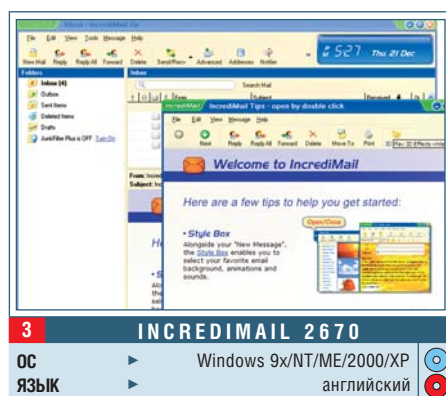 File Edit View Tools Message Help
5:27 Thu 21 Dec
New Mail Reply Reply All Forward Delete Send/Recv Advanced Addresses Notifier
Folders Inbox
Inbox (4)
Search Mail
Outbox
From Subject Received
Sent Items
IncrediMail Tips - open by double click
Deleted Items
File Edit View Message Help
Drafts
JunkFilter Plus is OFF Turn On
Next Reply Reply All Forward Delete Move To Print
Welcome to IncrediMail
From:
Subject:
Here are a few tips to help you get started:
Open/Close
• Style Box
Alongside your "New Message",
the Style Box enables you to
select your favorite email
background, animations and
sounds.
3 INCREDIMAIL 2670
ОС ► Windows 9x/NT/ME/2000/XP
ЯЗЫК ► английский